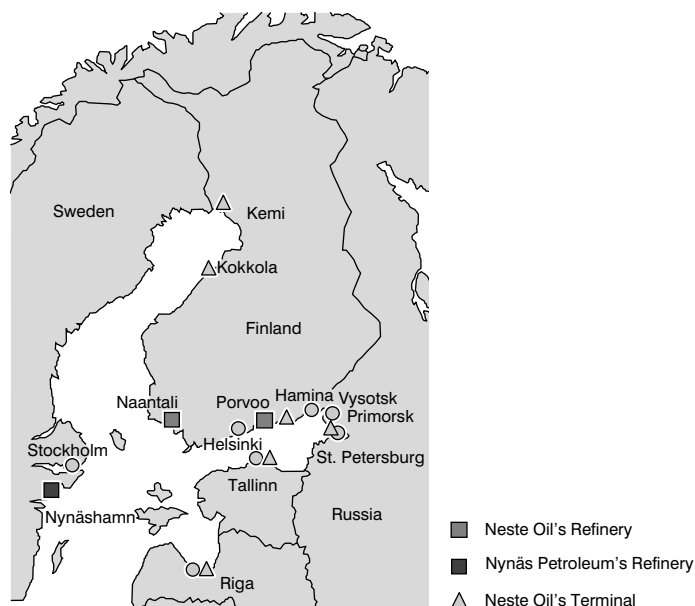 Sweden
Kemi
Kokkola
Finland
Naantali
Porvoo
Hamina
Vysotsk
Primorsk
Stockholm
Helsinki
St. Petersburg
Tallinn
Nynäshamn
Russia
Riga
Neste Oil's Refinery
Nynäs Petroleum's Refinery
Neste Oil's Terminal